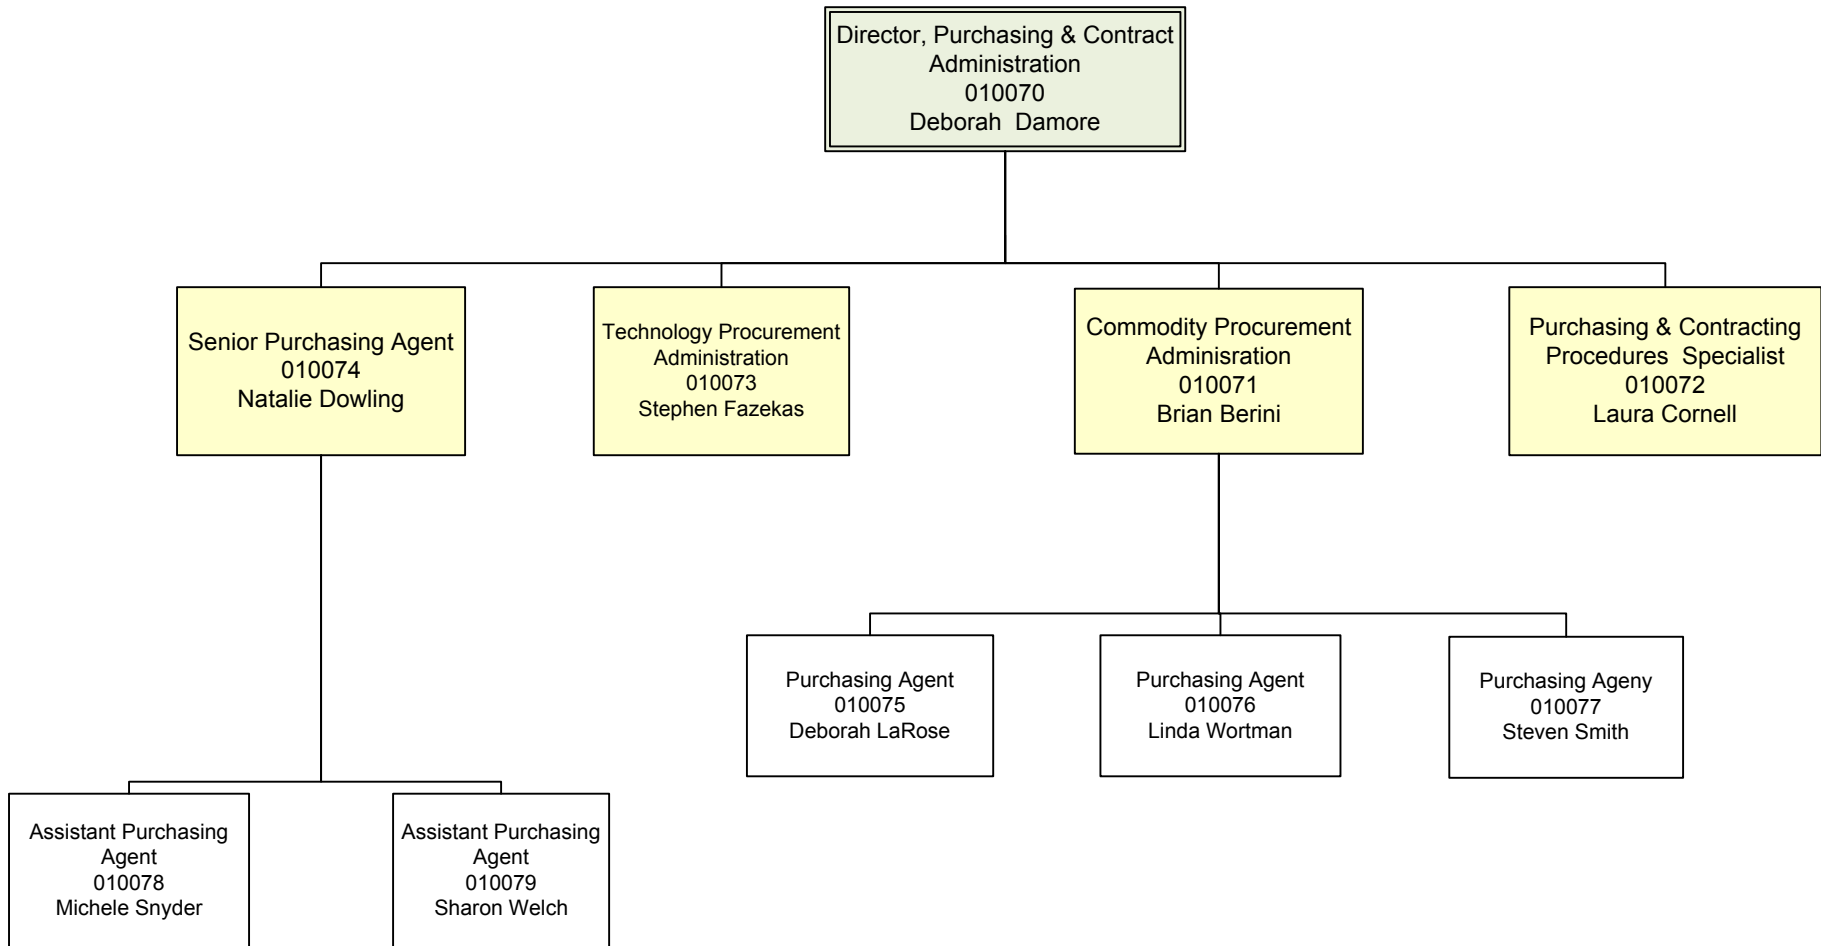 Director, Purchasing & Contract
Administration
010070
Deborah  Damore
Senior Purchasing Agent
010074
Natalie Dowling
Technology Procurement
Administration
010073
Stephen Fazekas
Commodity Procurement
Adminisration
010071
Brian Berini
Purchasing & Contracting
Procedures  Specialist
010072
Laura Cornell
Purchasing Agent
010075
Deborah LaRose
Purchasing Agent
010076
Linda Wortman
Purchasing Ageny
010077
Steven Smith
Assistant Purchasing
Agent
010078
Michele Snyder
Assistant Purchasing
Agent
010079
Sharon Welch